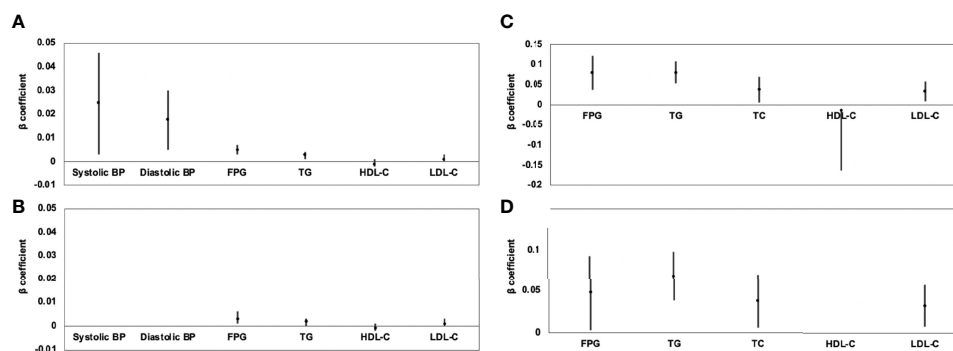 A
β coefficient
0.05
0.04
0.03
0.02
0.01
0
-0.01
Systolic BP Diastolic BP FPG TG HDL-C LDL-C
B
β coefficient
0.05
0.04
0.03
0.02
0.01
0
-0.01
Systolic BP Diastolic BP FPG TG HDL-C LDL-C
C
β coefficient
0.15
0.1
0.05
0
-0.05
-0.1
-0.15
-0.2
FPG TG TC HDL-C LDL-C
D
β coefficient
0.1
0.05
0
FPG TG TC HDL-C LDL-C